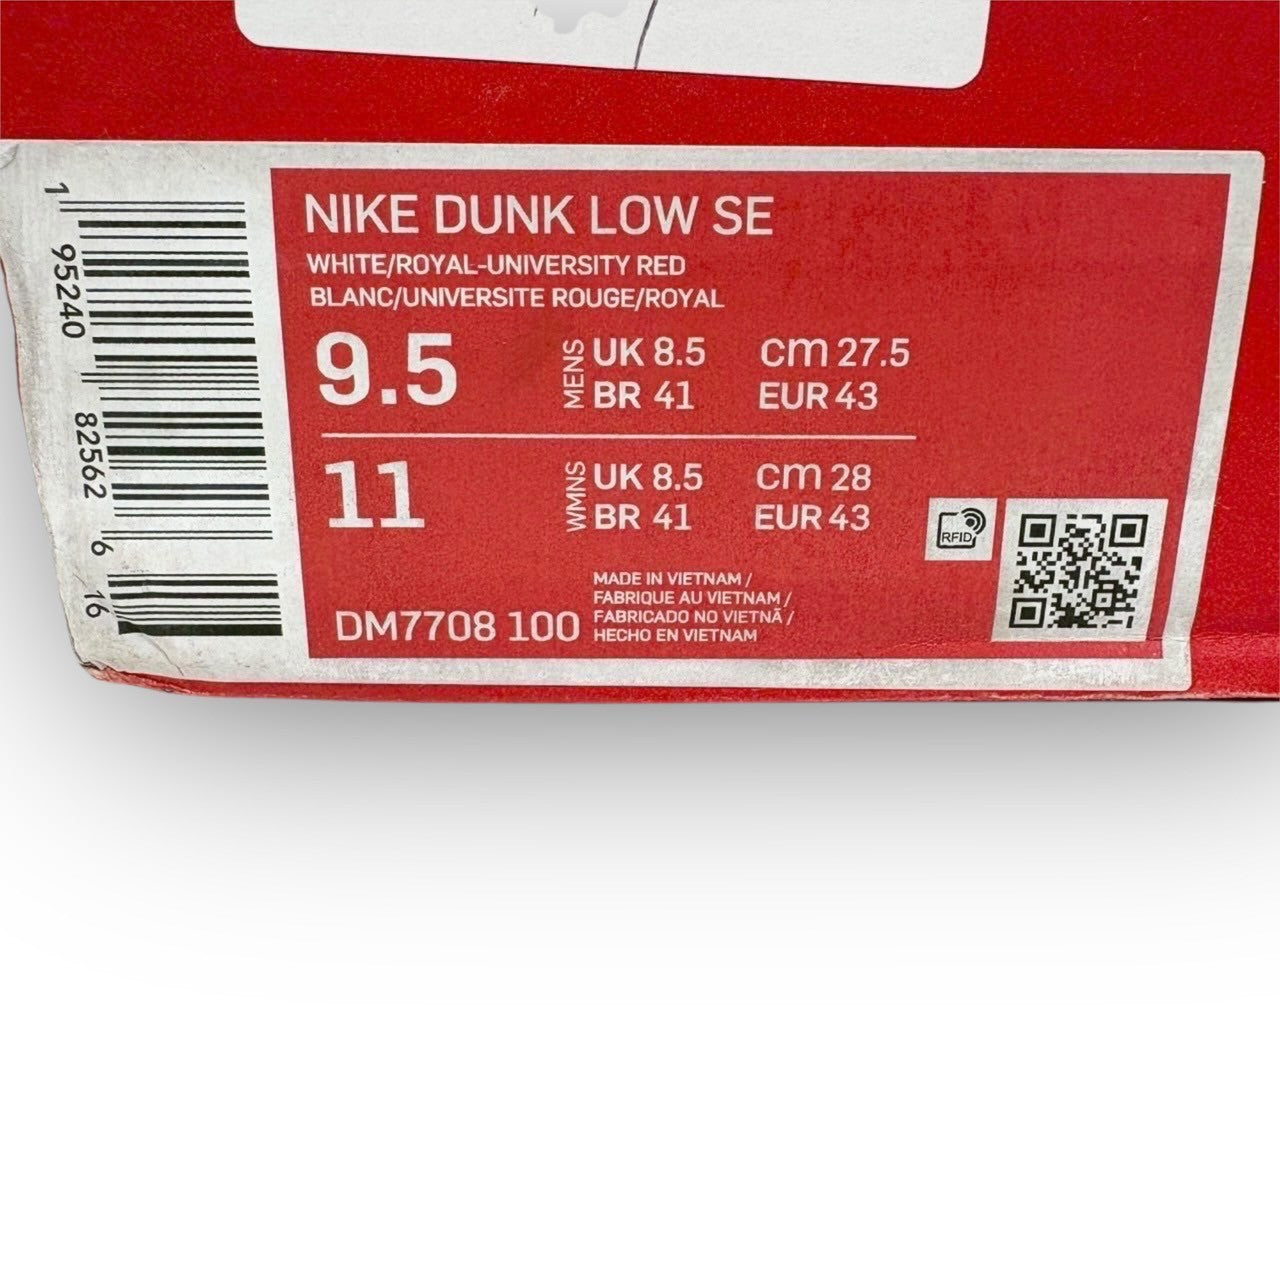 NIKE DUNK LOW SE
WHITE/ROYAL-UNIVERSITY RED
BLANC/UNIVERSITE ROUGE/ROYAL
9.5 MENS UK 8.5 cm 27.5
BR 41 EUR 43
11 WMNS UK 8.5 cm 28
BR 41 EUR 43
RFID
MADE IN VIETNAM /
FABRIQUE AU VIETNAM /
FABRICADO NO VIETNÃ /
HECHO EN VIETNAM
DM7708 100
1 95240 82562 6 16